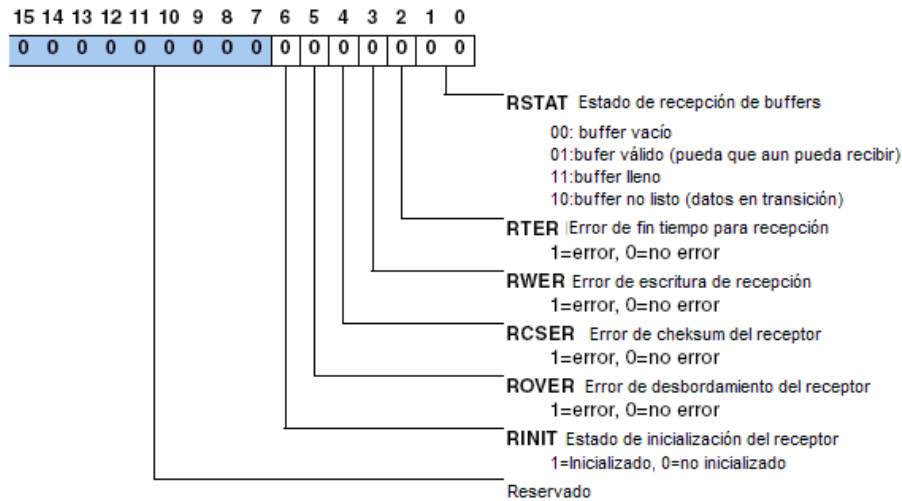 15 14 13 12 11 10 9 8 7 6 5 4 3 2 1 0
0 0 0 0 0 0 0 0 0 0 0 0 0 0 0 0
RSTAT Estado de recepción de buffers
00: buffer vacío
01:bufer válido (pueda que aun pueda recibir)
11:buffer lleno
10:buffer no listo (datos en transición)
RTER Error de fin tiempo para recepción
1=error, 0=no error
RWER Error de escritura de recepción
1=error, 0=no error
RCSER Error de cheksum del receptor
1=error, 0=no error
ROVER Error de desbordamiento del receptor
1=error, 0=no error
RINIT Estado de inicialización del receptor
1=Inicializado, 0=no inicializado
Reservado